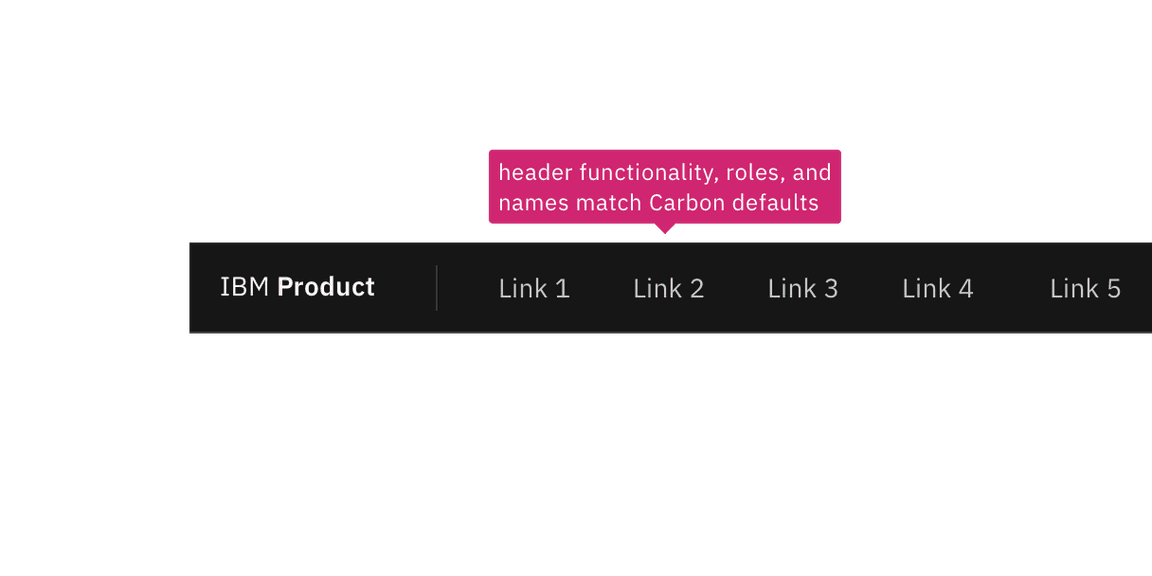 header functionality, roles, and
names match Carbon defaults
IBM Product Link 1 Link 2 Link 3 Link 4 Link 5